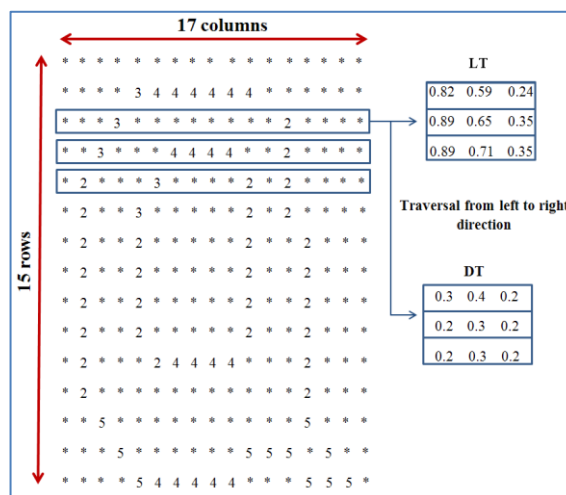 17 columns
15 rows
* * * * * * * * * * * * * * * * *
* * * * 3 4 4 4 4 4 4 * * * * * *
* * * 3 * * * * * * * * 2 * * * *
* * 3 * * * 4 4 4 4 * * 2 * * * *
* 2 * * * 3 * * * * 2 * 2 * * * *
* 2 * * 3 * * * * * 2 * 2 * * * *
* 2 * * * * * * * * 2 * * 2 * * *
* 2 * * * * * * * * 2 * * 2 * * *
* 2 * * * * * * * * 2 * * 2 * * *
* 2 * * * * * * * * 2 * * 2 * * *
* 2 * * * 2 4 4 4 4 * * * 2 * * *
* 2 * * * * * * * * * * * 2 * * *
* * 5 * * * * * * * * * * 5 * * *
* * * 5 * * * * * * 5 5 5 * 5 * *
* * * * 5 4 4 4 4 4 * * * 5 5 5 *
LT
0.82 0.59 0.24
0.89 0.65 0.35
0.89 0.71 0.35
Traversal from left to right
direction
DT
0.3 0.4 0.2
0.2 0.3 0.2
0.2 0.3 0.2